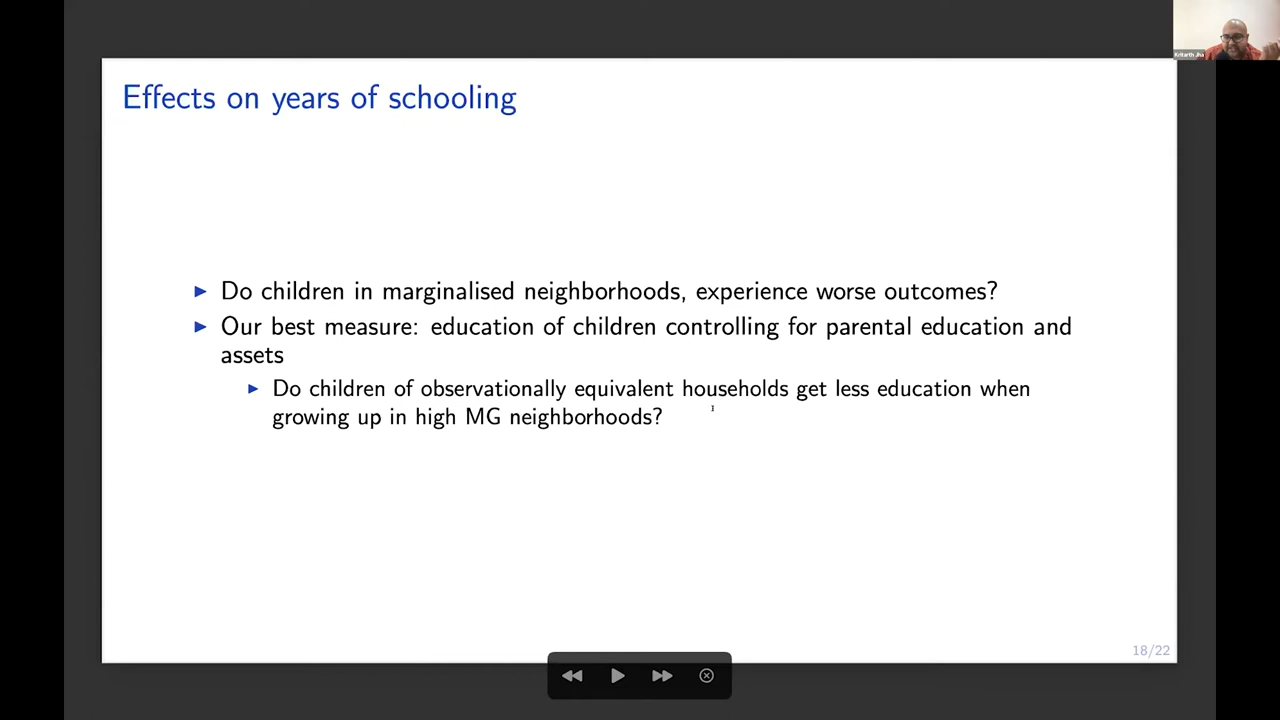 Kritarth Jha
Effects on years of schooling
▶ Do children in marginalised neighborhoods, experience worse outcomes?
▶ Our best measure: education of children controlling for parental education and
assets
▶ Do children of observationally equivalent households get less education when
growing up in high MG neighborhoods?
18/22